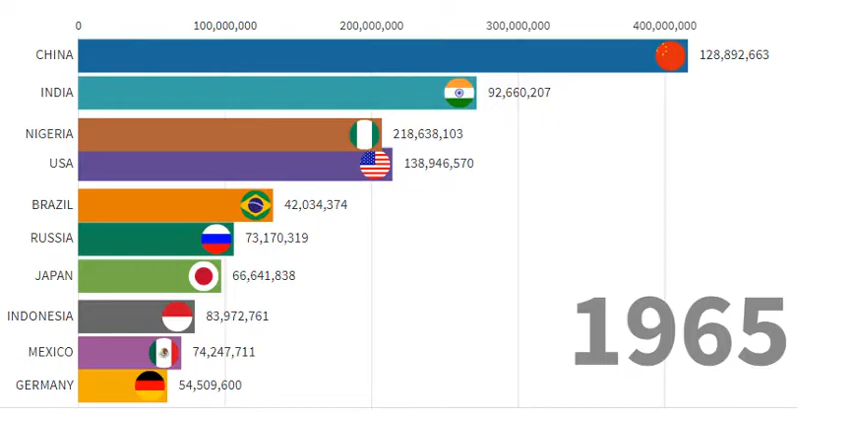 0 100,000,000 200,000,000 300,000,000 400,000,000
CHINA 128,892,663
INDIA 92,660,207
NIGERIA 218,638,103
USA 138,946,570
BRAZIL 42,034,374
RUSSIA 73,170,319
JAPAN 66,641,838
INDONESIA 83,972,761
MEXICO 74,247,711
GERMANY 54,509,600
1965